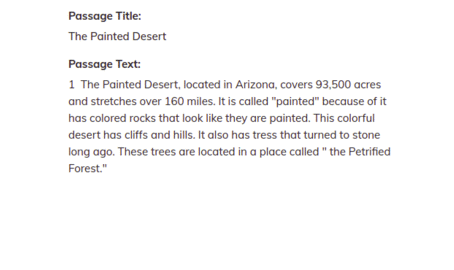 Passage Title:
The Painted Desert
Passage Text:
1 The Painted Desert, located in Arizona, covers 93,500 acres
and stretches over 160 miles. It is called "painted" because of it
has colored rocks that look like they are painted. This colorful
desert has cliffs and hills. It also has tress that turned to stone
long ago. These trees are located in a place called " the Petrified
Forest."